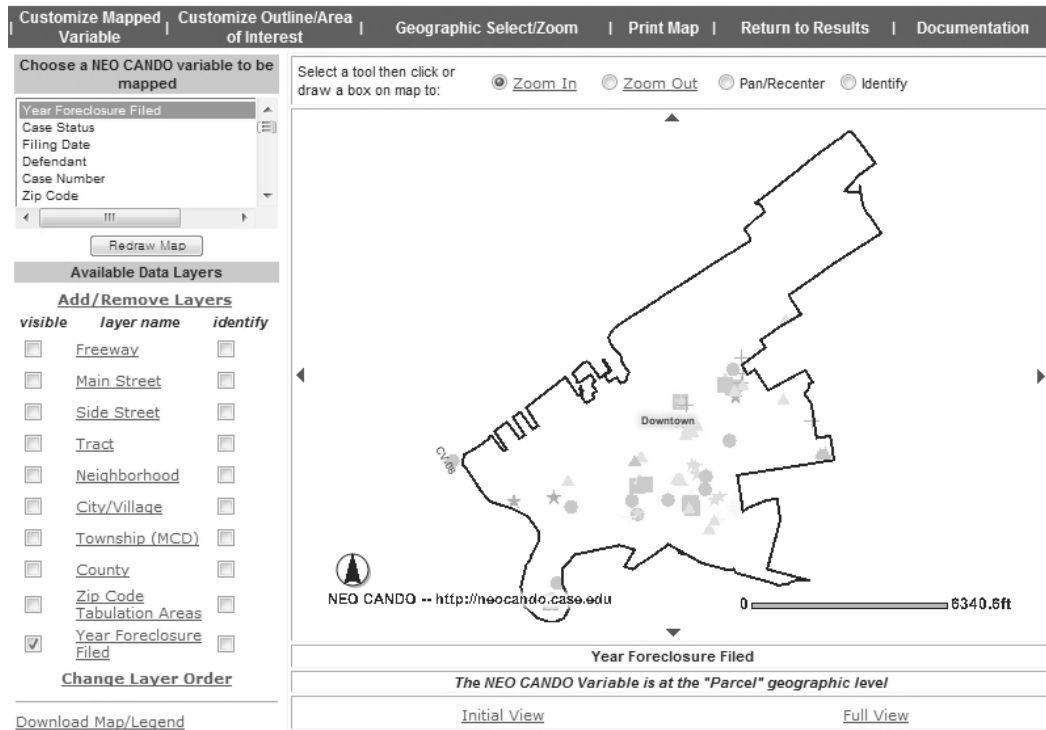 Customize Mapped Variable | Customize Outline/Area of Interest | Geographic Select/Zoom | Print Map | Return to Results | Documentation
Choose a NEO CANDO variable to be
mapped
Year Foreclosure Filed
Case Status
Filing Date
Defendant
Case Number
Zip Code
Redraw Map
Available Data Layers
Add/Remove Layers
visible layer name identify
Freeway
Main Street
Side Street
Tract
Neighborhood
City/Village
Township (MCD)
County
Zip Code
Tabulation Areas
Year Foreclosure
Filed
Change Layer Order
Download Map/Legend
Select a tool then click or
draw a box on map to:
Zoom In Zoom Out Pan/Recenter Identify
Downtown
CV-08
NEO CANDO -- http://neocando.case.edu
0 6340.6ft
Year Foreclosure Filed
The NEO CANDO Variable is at the "Parcel" geographic level
Initial View Full View